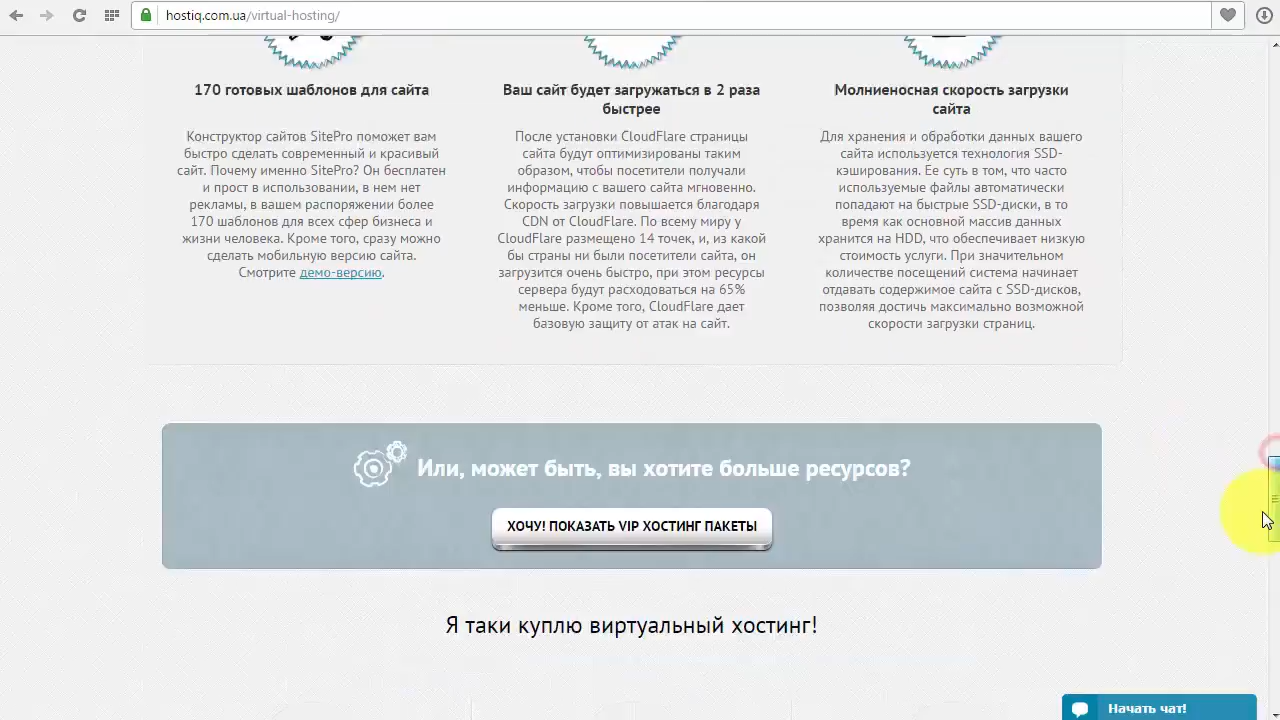 hostiq.com.ua/virtual-hosting/
170 готовых шаблонов для сайта
Конструктор сайтов SitePro поможет вам
быстро сделать современный и красивый
сайт. Почему именно SitePro? Он бесплатен
и прост в использовании, в нем нет
рекламы, в вашем распоряжении более
170 шаблонов для всех сфер бизнеса и
жизни человека. Кроме того, сразу можно
сделать мобильную версию сайта.
Смотрите демо-версию.
Ваш сайт будет загружаться в 2 раза
быстрее
После установки CloudFlare страницы
сайта будут оптимизированы таким
образом, чтобы посетители получали
информацию с вашего сайта мгновенно.
Скорость загрузки повышается благодаря
CDN от CloudFlare. По всему миру у
CloudFlare размещено 14 точек, и, из какой
бы страны ни были посетители сайта, он
загрузится очень быстро, при этом ресурсы
сервера будут расходоваться на 65%
меньше. Кроме того, CloudFlare дает
базовую защиту от атак на сайт.
Молниеносная скорость загрузки
сайта
Для хранения и обработки данных вашего
сайта используется технология SSD-
кэширования. Ее суть в том, что часто
используемые файлы автоматически
попадают на быстрые SSD-диски, в то
время как основной массив данных
хранится на HDD, что обеспечивает низкую
стоимость услуги. При значительном
количестве посещений система начинает
отдавать содержимое сайта с SSD-дисков,
позволяя достичь максимально возможной
скорости загрузки страниц.
Или, может быть, вы хотите больше ресурсов?
ХОЧУ! ПОКАЗАТЬ VIP ХОСТИНГ ПАКЕТЫ
Я таки куплю виртуальный хостинг!
Начать чат!